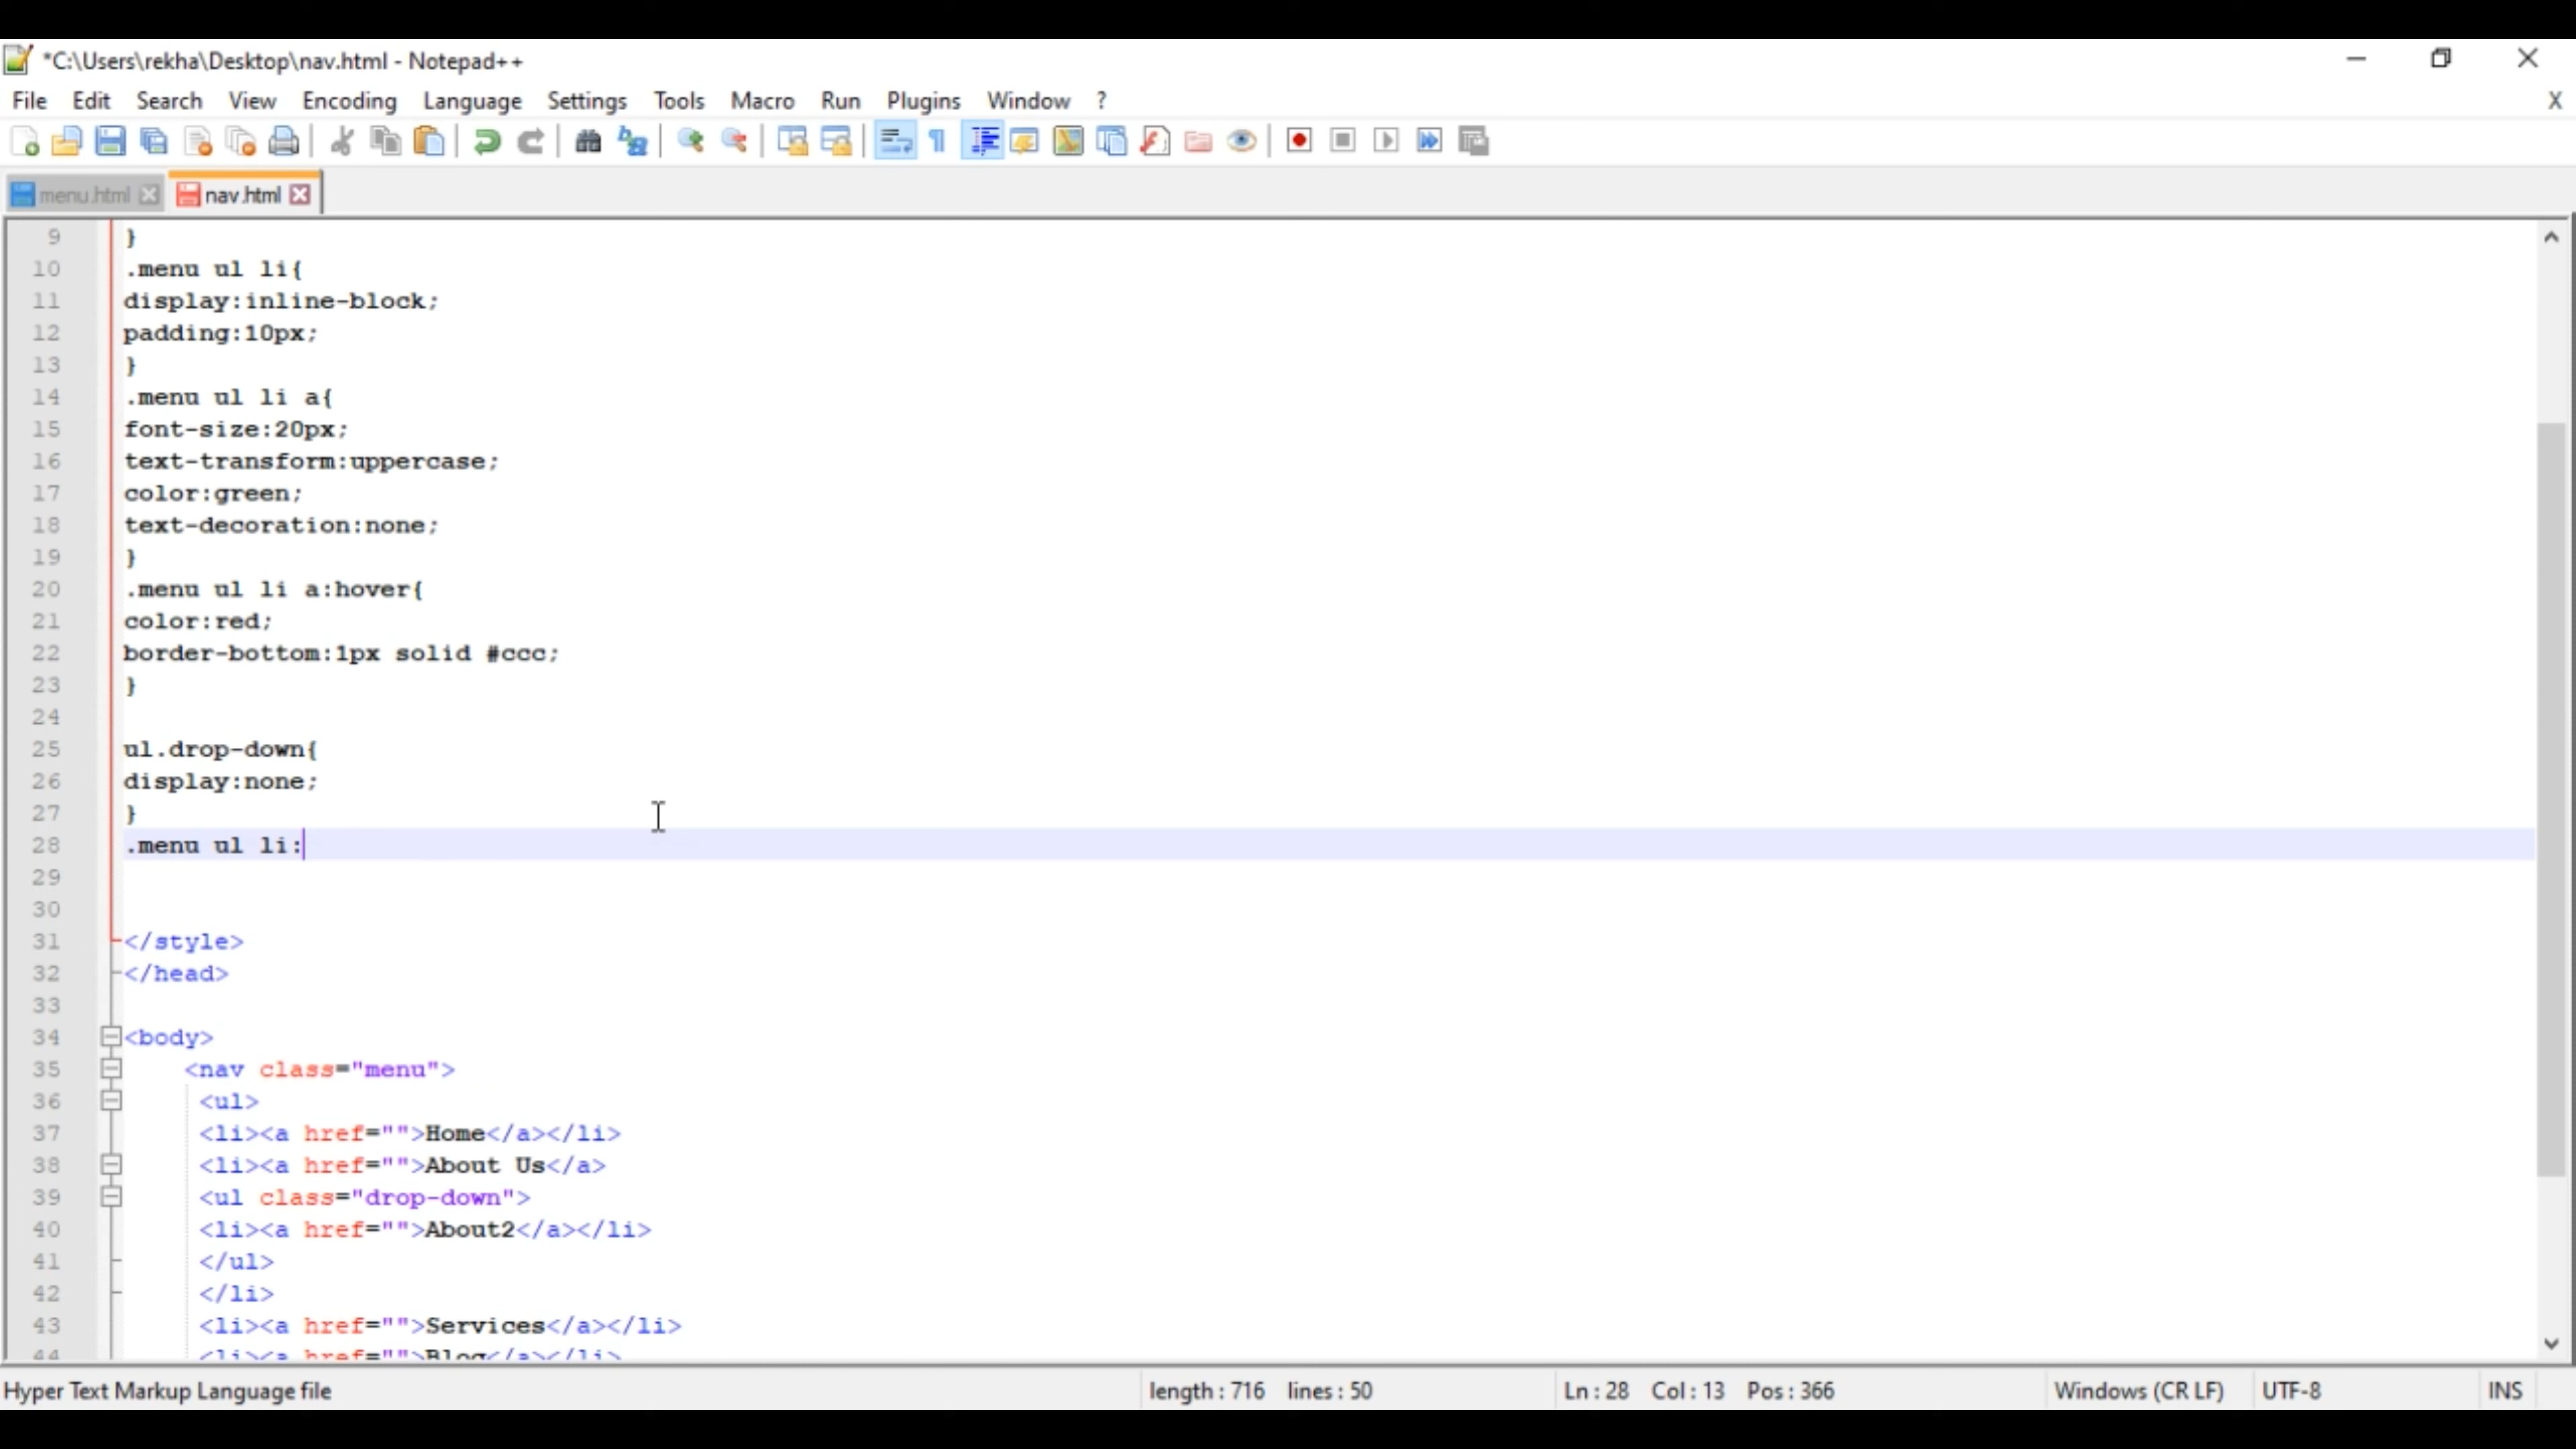 *C:\Users\rekha\Desktop\nav.html - Notepad++
File Edit Search View Encoding Language Settings Tools Macro Run Plugins Window ? X
menu.html nav.html
9 }
10 .menu ul li{
11 display:inline-block;
12 padding:10px;
13 }
14 .menu ul li a{
15 font-size:20px;
16 text-transform:uppercase;
17 color:green;
18 text-decoration:none;
19 }
20 .menu ul li a:hover{
21 color:red;
22 border-bottom:1px solid #ccc;
23 }
24
25 ul.drop-down{
26 display:none;
27 }
28 .menu ul li:
29
30
31 </style>
32 </head>
33
34 <body>
35 <nav class="menu">
36 <ul>
37 <li><a href="">Home</a></li>
38 <li><a href="">About Us</a>
39 <ul class="drop-down">
40 <li><a href="">About2</a></li>
41 </ul>
42 </li>
43 <li><a href="">Services</a></li>
44 <li><a href="">Blog</a></li>
Hyper Text Markup Language file length : 716 lines : 50 Ln : 28 Col : 13 Pos : 366 Windows (CR LF) UTF-8 INS